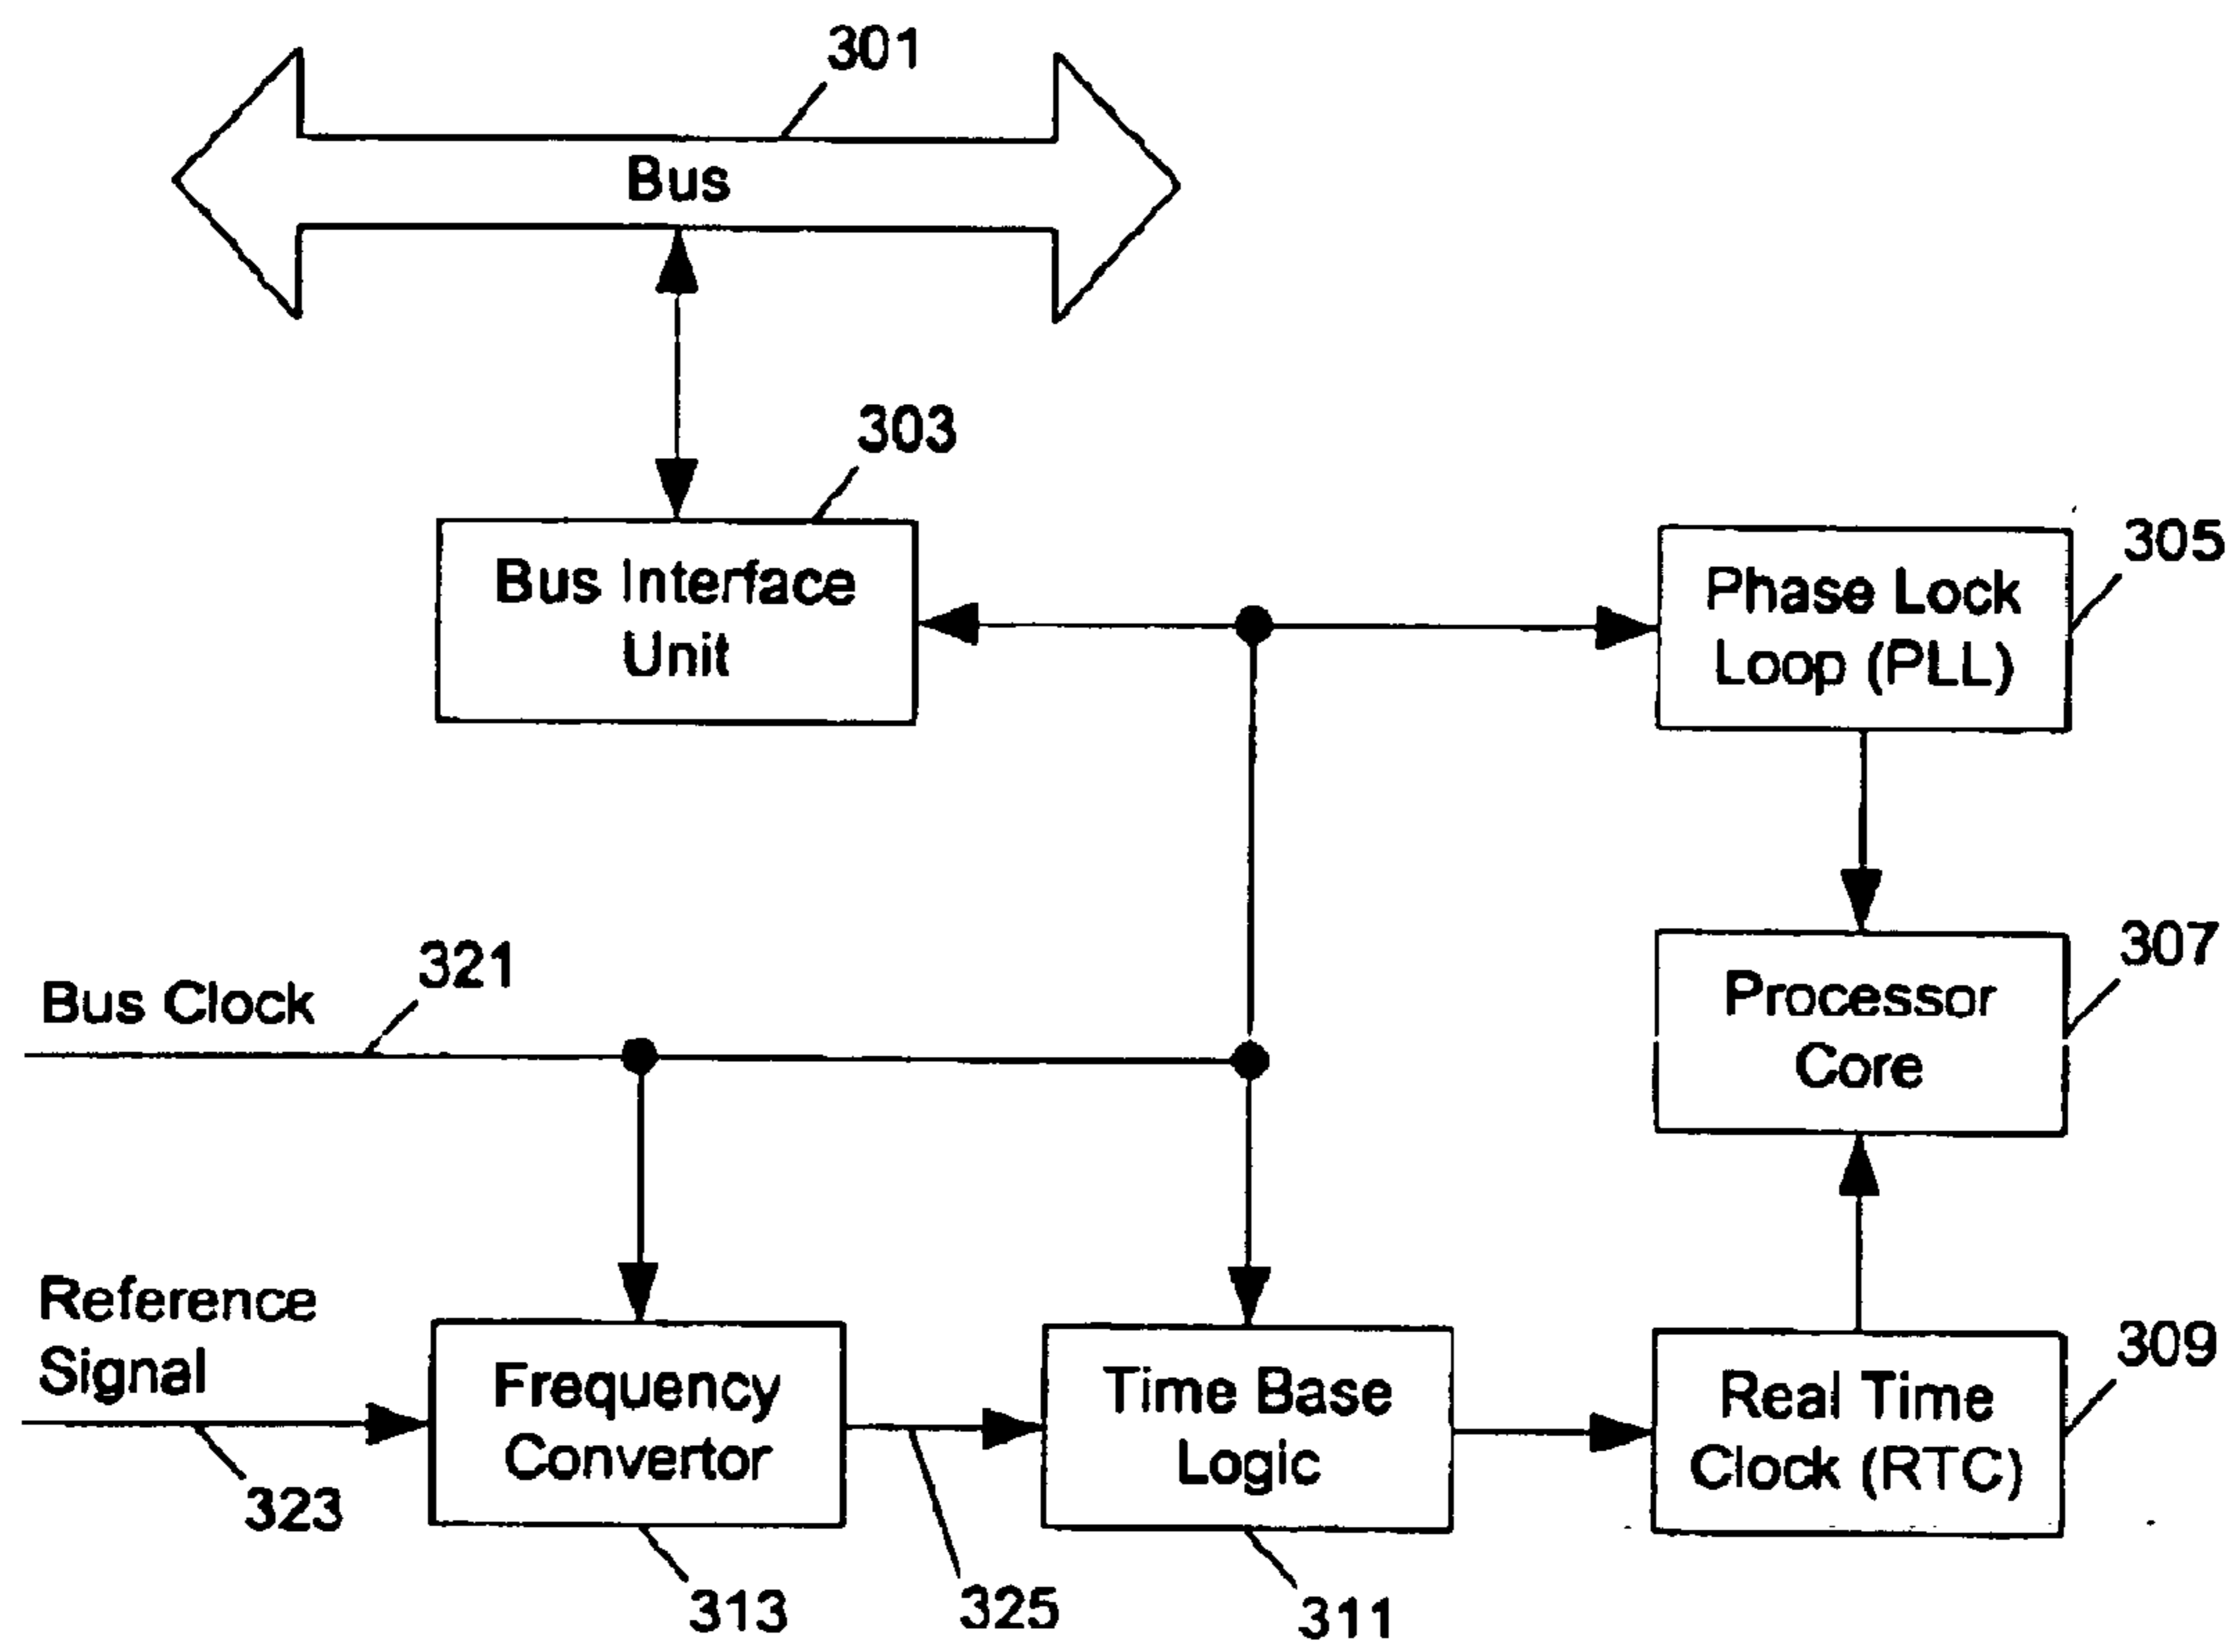 301
Bus
303
Bus Interface
Unit
305
Phase Lock
Loop (PLL)
307
Processor
Core
321
Bus Clock
Reference
Signal
323
Frequency
Convertor
313
325
Time Base
Logic
311
309
Real Time
Clock (RTC)